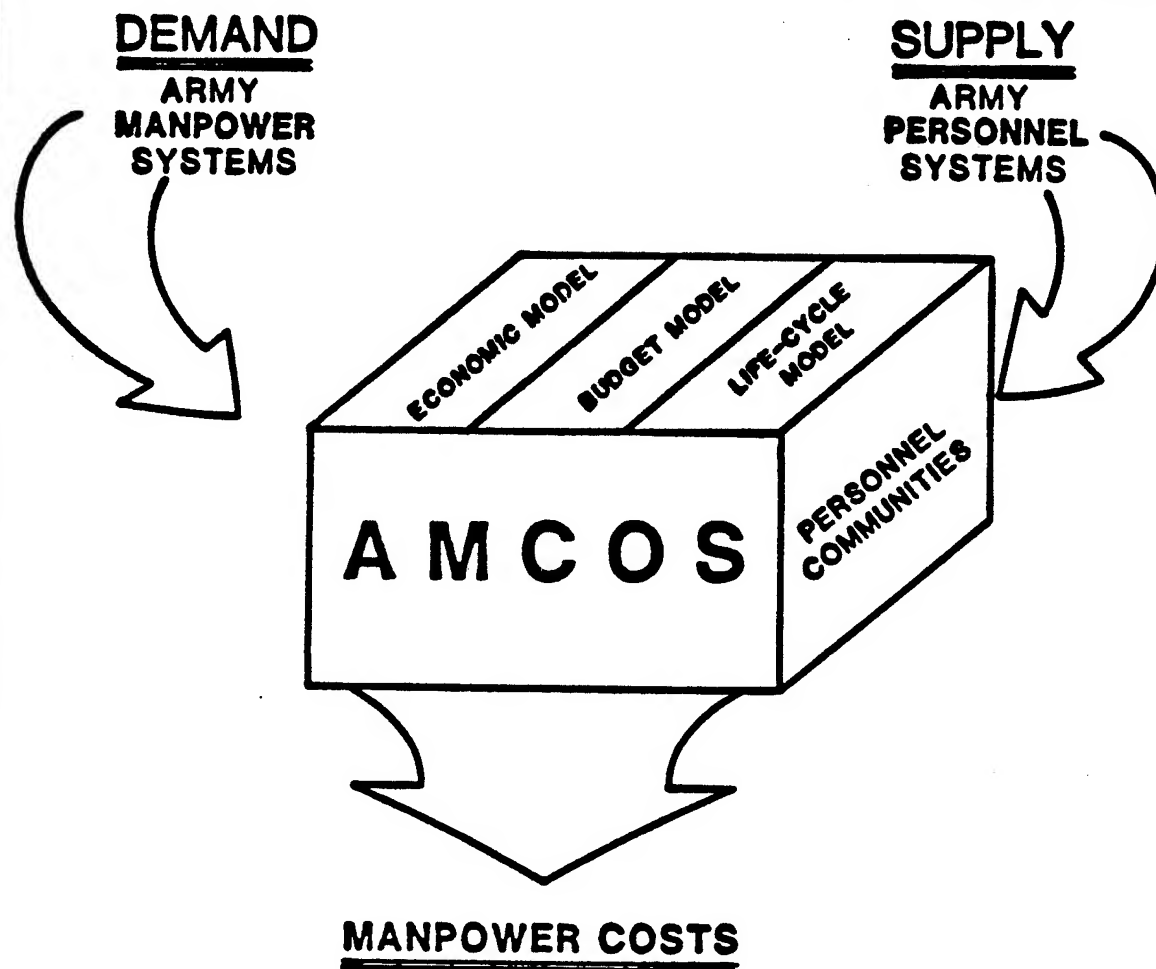 DEMAND
ARMY
MANPOWER
SYSTEMS
SUPPLY
ARMY
PERSONNEL
SYSTEMS
ECONOMIC MODEL
BUDGET MODEL
LIFE-CYCLE
MODEL
AMCOS
PERSONNEL
COMMUNITIES
MANPOWER COSTS